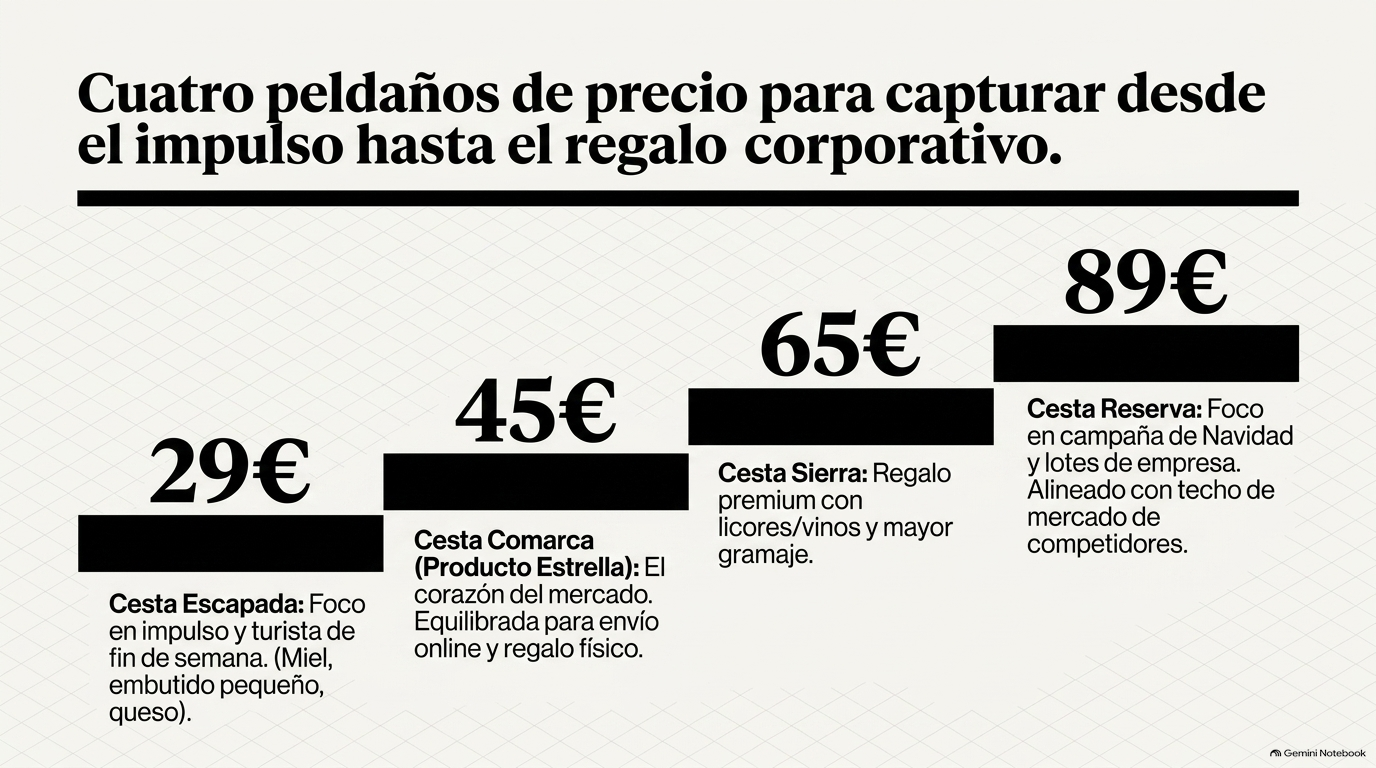 Cuatro peldaños de precio para capturar desde
el impulso hasta el regalo corporativo.
29€
Cesta Escapada: Foco
en impulso y turista de
fin de semana. (Miel,
embutido pequeño,
queso).
45€
Cesta Comarca
(Producto Estrella): El
corazón del mercado.
Equilibrada para envío
online y regalo físico.
65€
Cesta Sierra: Regalo
premium con
licores/vinos y mayor
gramaje.
89€
Cesta Reserva: Foco
en campaña de Navidad
y lotes de empresa.
Alineado con techo de
mercado de
competidores.
Gemini Notebook